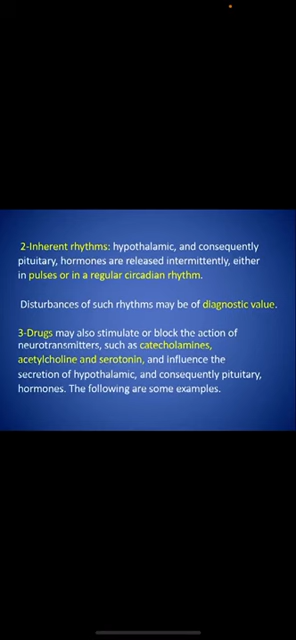 2-Inherent rhythms: hypothalamic, and consequently
pituitary, hormones are released intermittently, either
in pulses or in a regular circadian rhythm.
Disturbances of such rhythms may be of diagnostic value.
3-Drugs may also stimulate or block the action of
neurotransmitters, such as catecholamines,
acetylcholine and serotonin, and influence the
secretion of hypothalamic, and consequently pituitary,
hormones. The following are some examples.